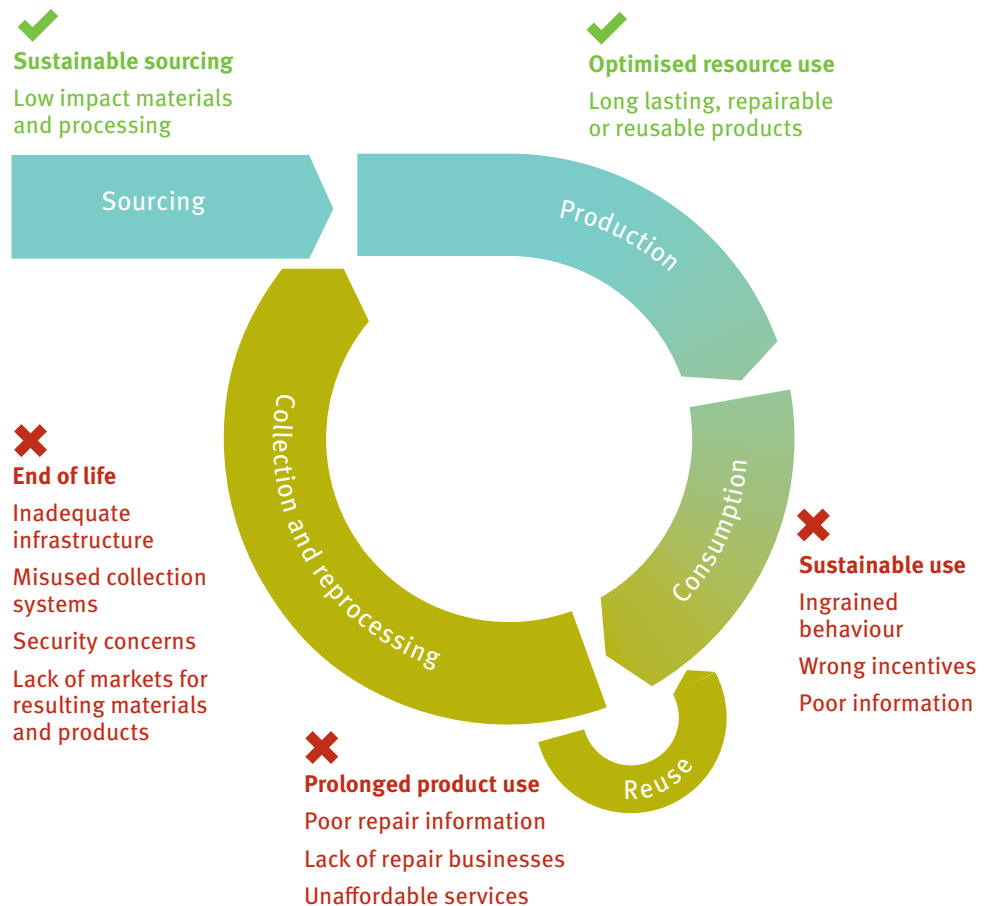 Sustainable sourcing
Low impact materials
and processing
Optimised resource use
Long lasting, repairable
or reusable products
Sourcing
Production
Consumption
Reuse
Collection and reprocessing
Sustainable use
Ingrained
behaviour
Wrong incentives
Poor information
Prolonged product use
Poor repair information
Lack of repair businesses
Unaffordable services
End of life
Inadequate
infrastructure
Misused collection
systems
Security concerns
Lack of markets for
resulting materials
and products